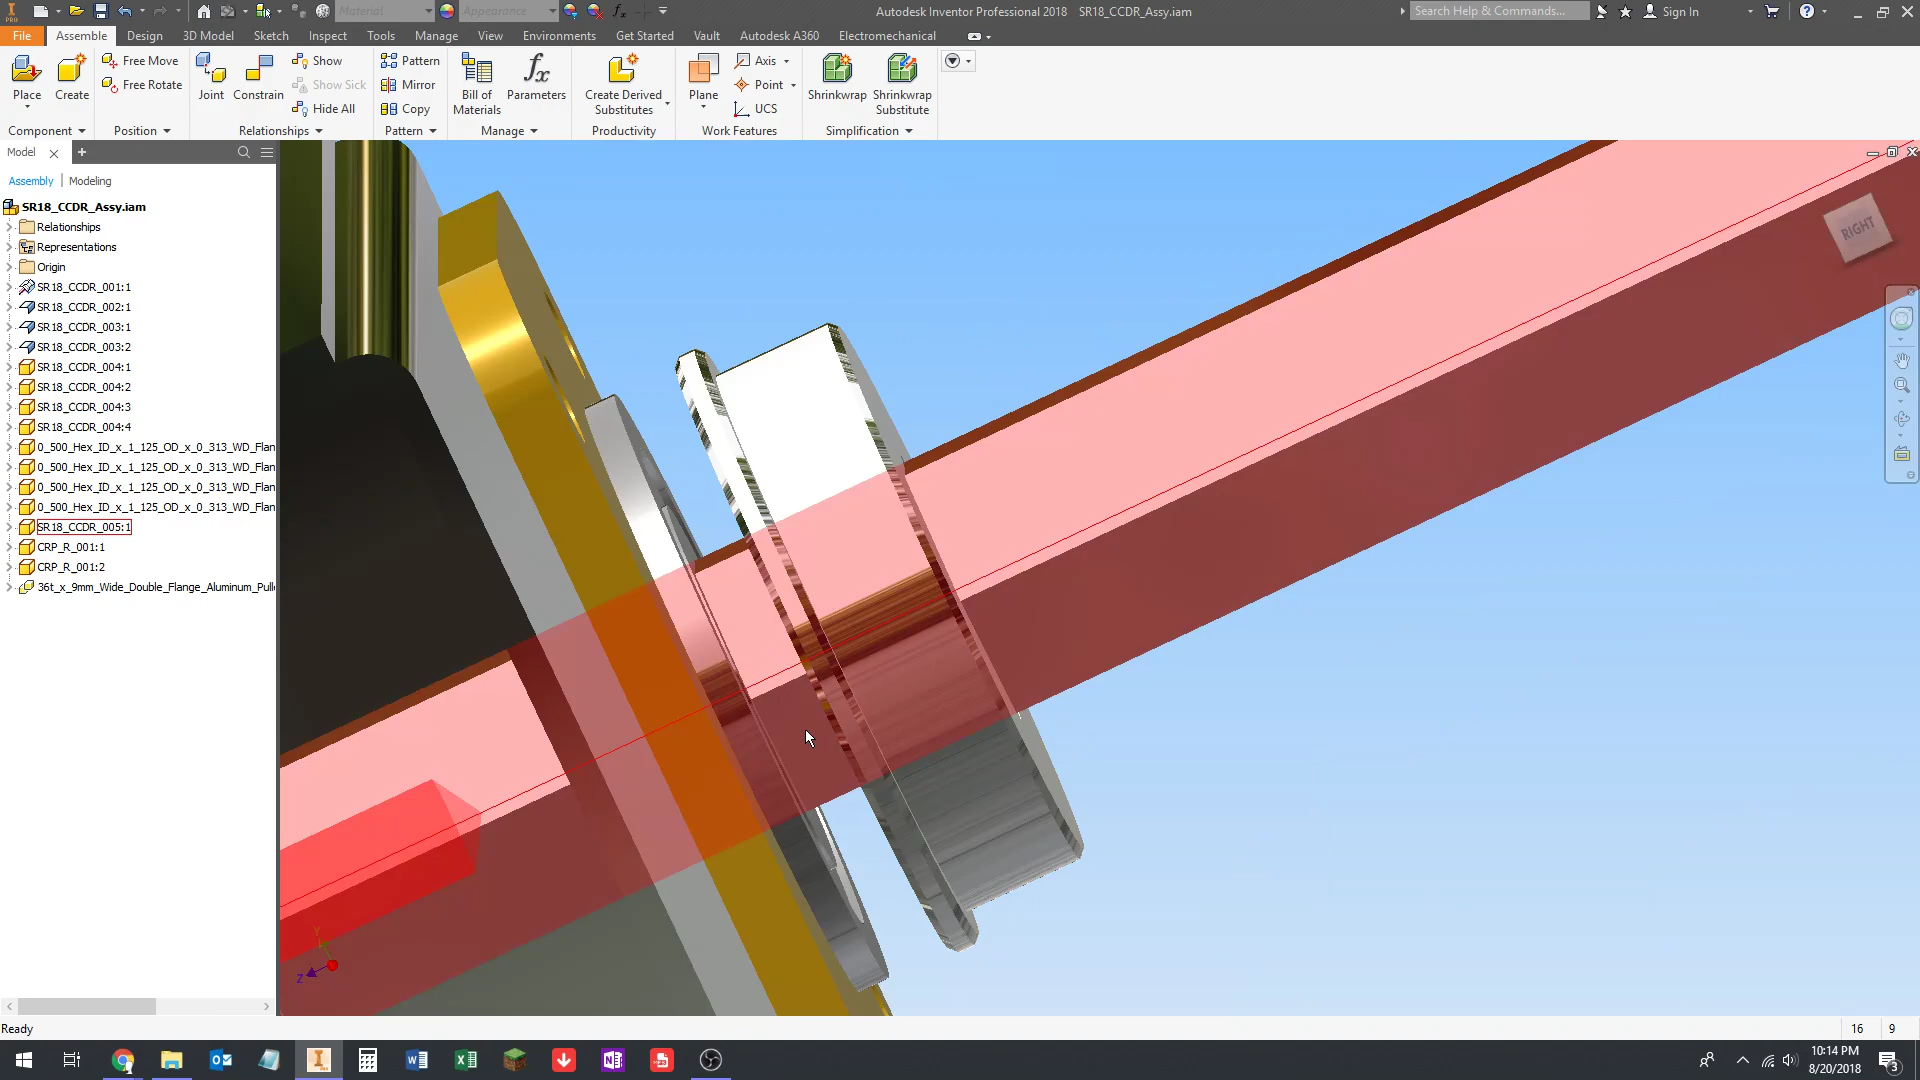 Material
Appearance
Autodesk Inventor Professional 2018 SR18_CCDR_Assy.iam
Search Help & Commands...
Sign In
PRO
File
Assemble
Design
3D Model
Sketch
Inspect
Tools
Manage
View
Environments
Get Started
Vault
Autodesk A360
Electromechanical
Place
Create
Free Move
Free Rotate
Joint
Constrain
Show
Show Sick
Hide All
Pattern
Mirror
Copy
Bill of Materials
Parameters
Create Derived Substitutes
Plane
Axis
Point
UCS
Shrinkwrap
Shrinkwrap Substitute
Component
Position
Relationships
Pattern
Manage
Productivity
Work Features
Simplification
Model
Assembly
Modeling
SR18_CCDR_Assy.iam
Relationships
Representations
Origin
SR18_CCDR_001:1
SR18_CCDR_002:1
SR18_CCDR_003:1
SR18_CCDR_003:2
SR18_CCDR_004:1
SR18_CCDR_004:2
SR18_CCDR_004:3
SR18_CCDR_004:4
0_500_Hex_ID_x_1_125_OD_x_0_313_WD_Flan
0_500_Hex_ID_x_1_125_OD_x_0_313_WD_Flan
0_500_Hex_ID_x_1_125_OD_x_0_313_WD_Flan
0_500_Hex_ID_x_1_125_OD_x_0_313_WD_Flan
SR18_CCDR_005:1
CRP_R_001:1
CRP_R_001:2
36t_x_9mm_Wide_Double_Flange_Aluminum_Pull
RIGHT
Y
Z
Ready
16 9
10:14 PM
8/20/2018
3